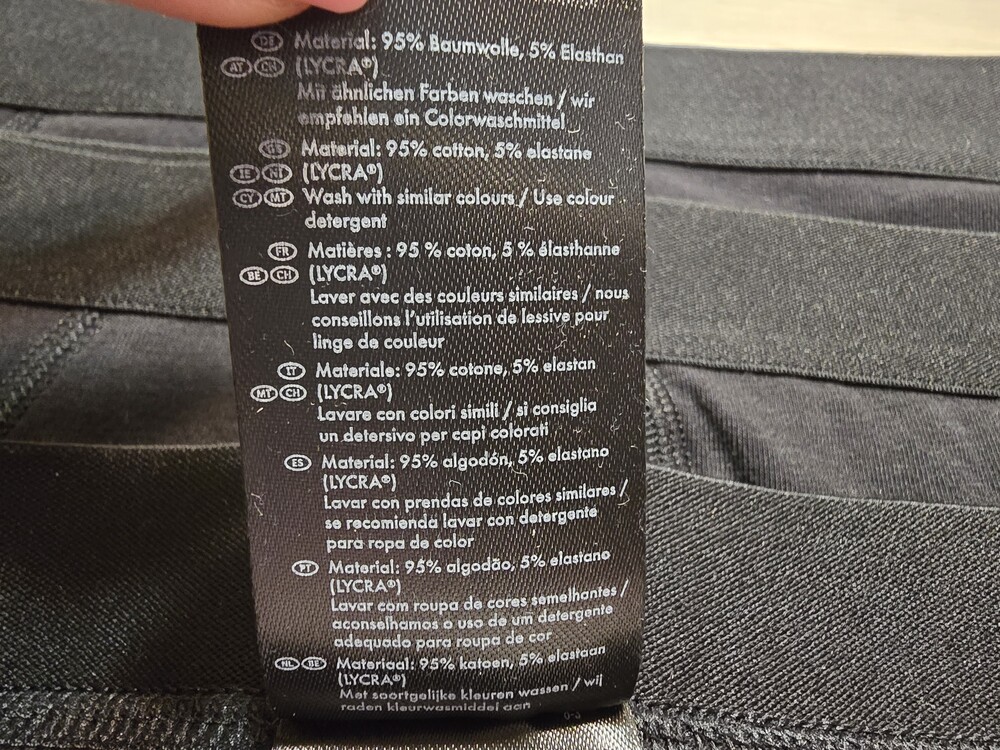 DE Material: 95% Baumwolle, 5% Elasthan
AT CH (LYCRA®)
Mit ähnlichen Farben waschen / wir
empfehlen ein Colorwaschmittel
GB Material: 95% cotton, 5% elastane
IE NI (LYCRA®)
CY MT Wash with similar colours / Use colour
detergent
FR Matières : 95 % coton, 5 % élasthanne
BE CH (LYCRA®)
Laver avec des couleurs similaires / nous
conseillons l'utilisation de lessive pour
linge de couleur
IT Materiale: 95% cotone, 5% elastan
MT CH (LYCRA®)
Lavare con colori simili / si consiglia
un detersivo per capi colorati
ES Material: 95% algodón, 5% elastano
(LYCRA®)
Lavar con prendas de colores similares /
se recomienda lavar con detergente
para ropa de color
PT Material: 95% algodão, 5% elastano
(LYCRA®)
Lavar com roupa de cores semelhantes /
aconselhamos o uso de um detergente
adequado para roupa de cor
NL BE Materiaal: 95% katoen, 5% elastaan
(LYCRA®)
Met soortgelijke kleuren wassen / wij
raden kleurwasmiddel aan